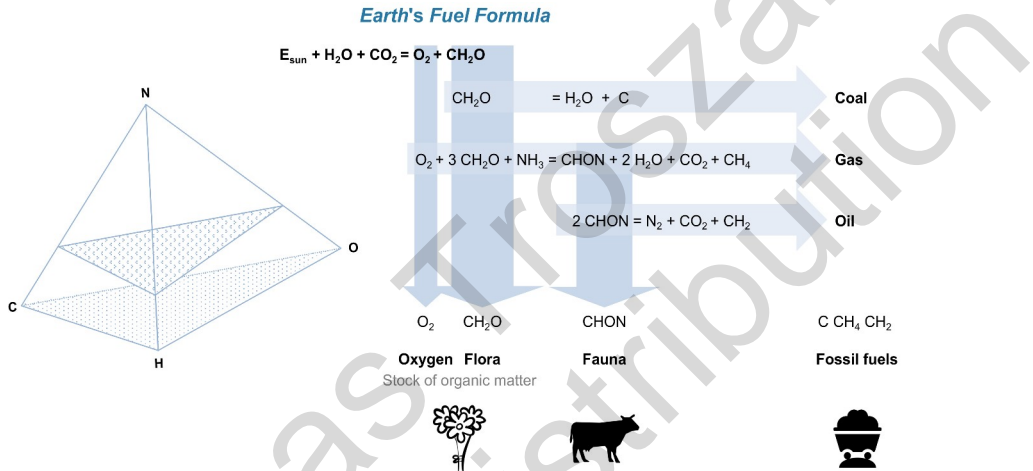 Earth's Fuel Formula
Eₛᵤₙ + H₂O + CO₂ = O₂ + CH₂O
CH₂O = H₂O + C Coal
N
O₂ + 3 CH₂O + NH₃ = CHON + 2 H₂O + CO₂ + CH₄ Gas
2 CHON = N₂ + CO₂ + CH₂ Oil
O
C
H
O₂ CH₂O CHON C CH₄ CH₂
Oxygen Flora Fauna Fossil fuels
Stock of organic matter